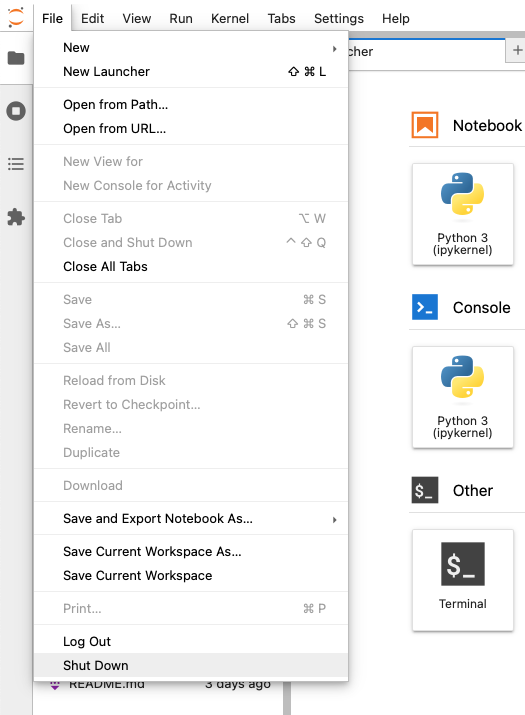 File Edit View Run Kernel Tabs Settings Help
New
New Launcher ⇧ ⌘ L
Open from Path...
Open from URL...
New View for
New Console for Activity
Close Tab ⌥ W
Close and Shut Down ^ ⇧ Q
Close All Tabs
Save ⌘ S
Save As... ⇧ ⌘ S
Save All
Reload from Disk
Revert to Checkpoint...
Rename...
Duplicate
Download
Save and Export Notebook As...
Save Current Workspace As...
Save Current Workspace
Print... ⌘ P
Log Out
Shut Down
README.md 3 days ago
cher
Notebook
Python 3
(ipykernel)
>_ Console
Python 3
(ipykernel)
$_ Other
$_
Terminal